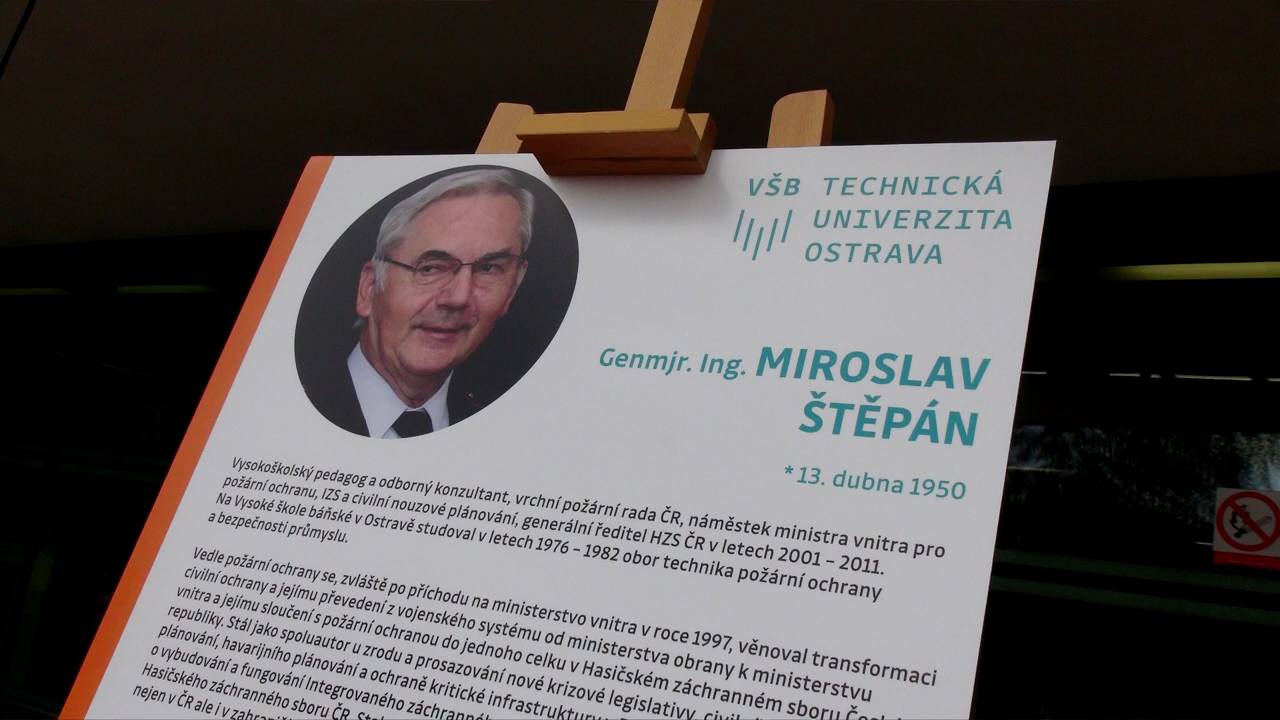 VŠB TECHNICKÁ
UNIVERZITA
OSTRAVA
Genmjr. Ing. MIROSLAV
ŠTĚPÁN
* 13. dubna 1950
Vysokoškolský pedagog a odborný konzultant, vrchní požární rada ČR, náměstek ministra vnitra pro
požární ochranu, IZS a civilní nouzové plánování, generální ředitel HZS ČR v letech 2001 – 2011.
Na Vysoké škole báňské v Ostravě studoval v letech 1976 – 1982 obor technika požární ochrany
a bezpečnosti průmyslu.
Vedle požární ochrany se, zvláště po příchodu na ministerstvo vnitra v roce 1997, věnoval transformaci
civilní ochrany a jejímu převedení z vojenského systému od ministerstva obrany k ministerstvu
vnitra a jejímu sloučení s požární ochranou do jednoho celku v Hasičském záchranném sboru České
republiky. Stál jako spoluautor u zrodu a prosazování nové krizové legislativy,
plánování, havarijního plánování a ochraně kritické infrastruktury
o vybudování a fungování Integrovaného záchranného
Hasičského záchranného sboru ČR.
nejen v ČR ale i v